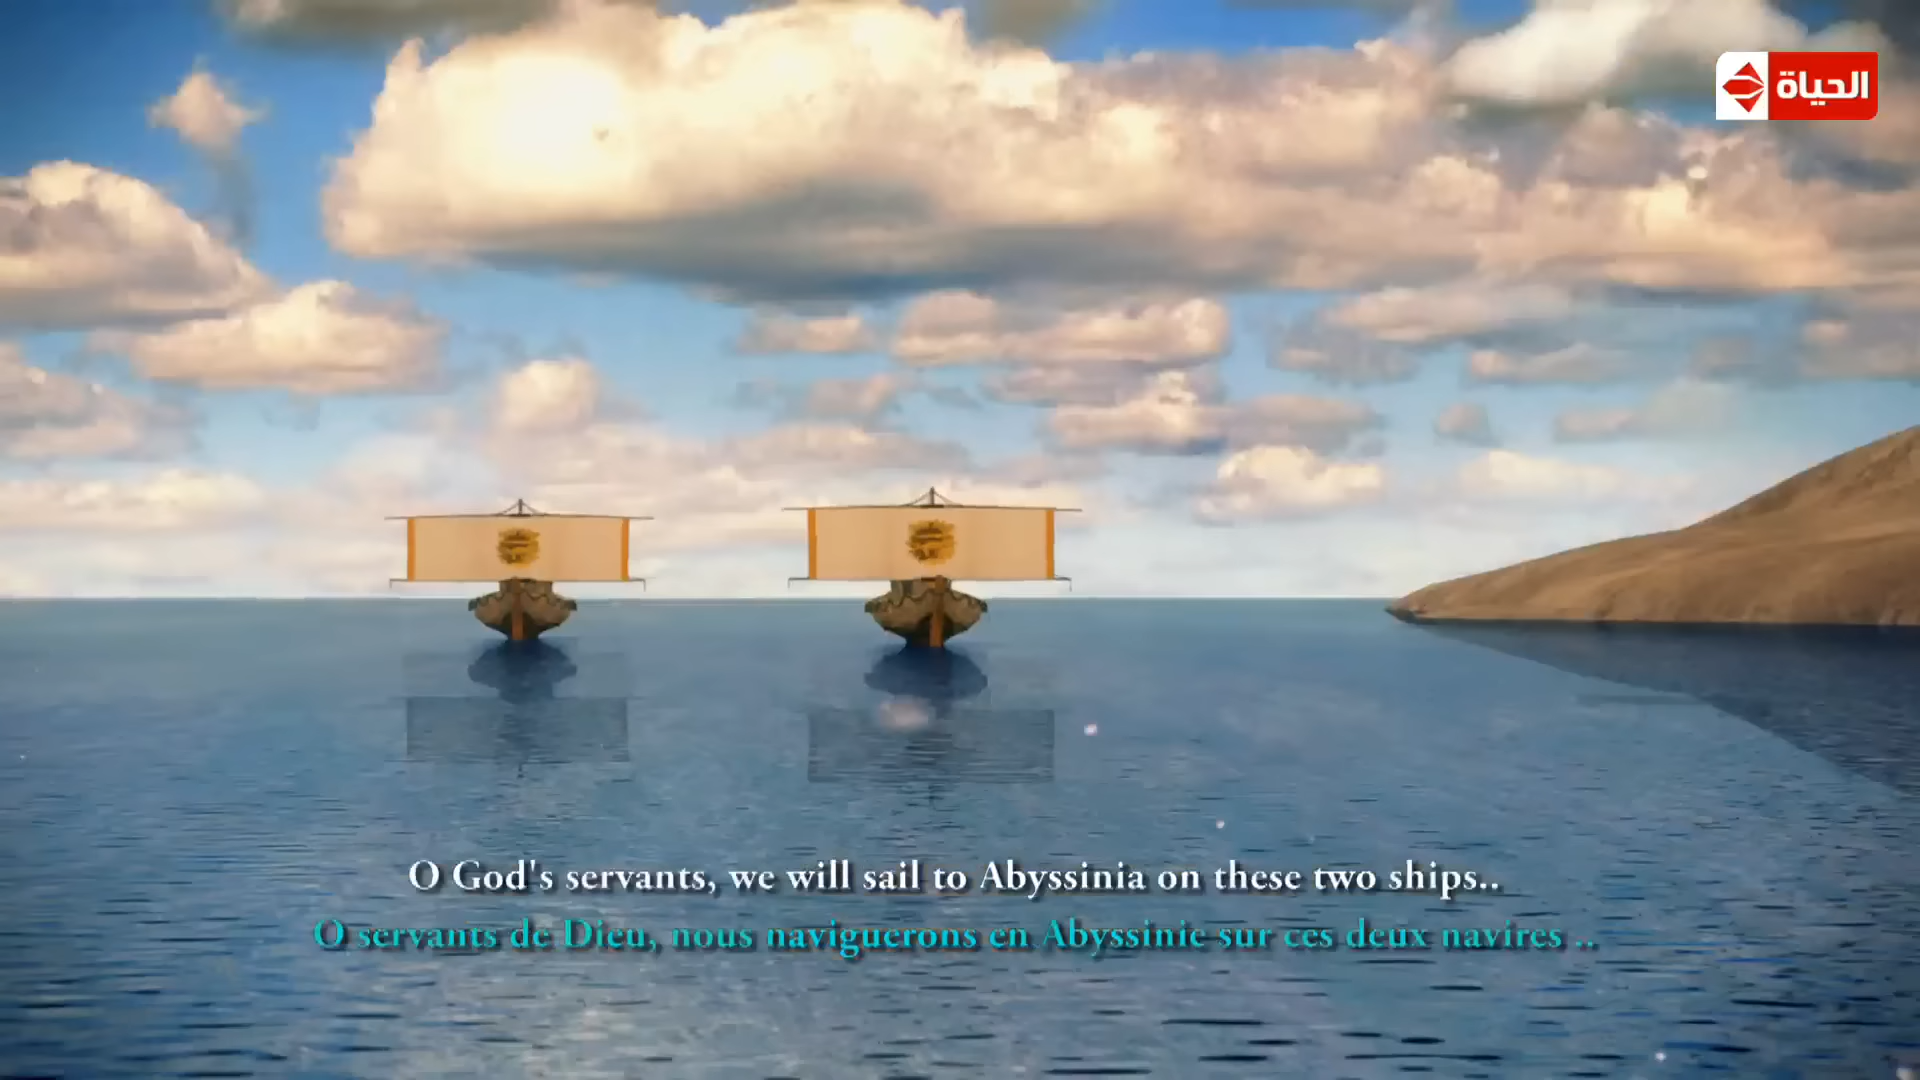 الحياة
O God's servants, we will sail to Abyssinia on these two ships..
O servants de Dieu, nous naviguerons en Abyssinie sur ces deux navires ..